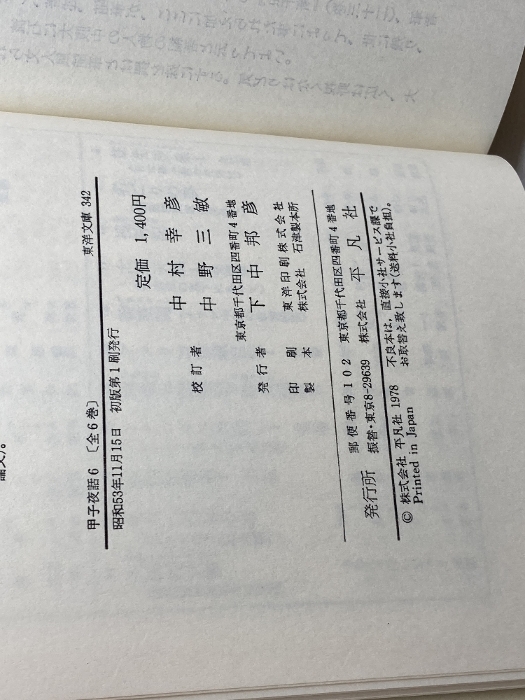 甲子夜話 6 〔全6巻〕 東洋文庫 342
昭和53年11月15日 初版第1刷発行
定価 1,400円
校訂者 中村幸彦
中野三敏
東京都千代田区四番町4番地
発行者 下中邦彦
印刷 東洋印刷株式会社
製本 株式会社 石津製本所
郵便番号102 東京都千代田区四番町4番地
発行所 振替・東京8-29639 株式会社 平凡社
不良本は,直接小社サービス課で
お取替え致します(送料小社負担).
© 株式会社 平凡社 1978
Printed in Japan